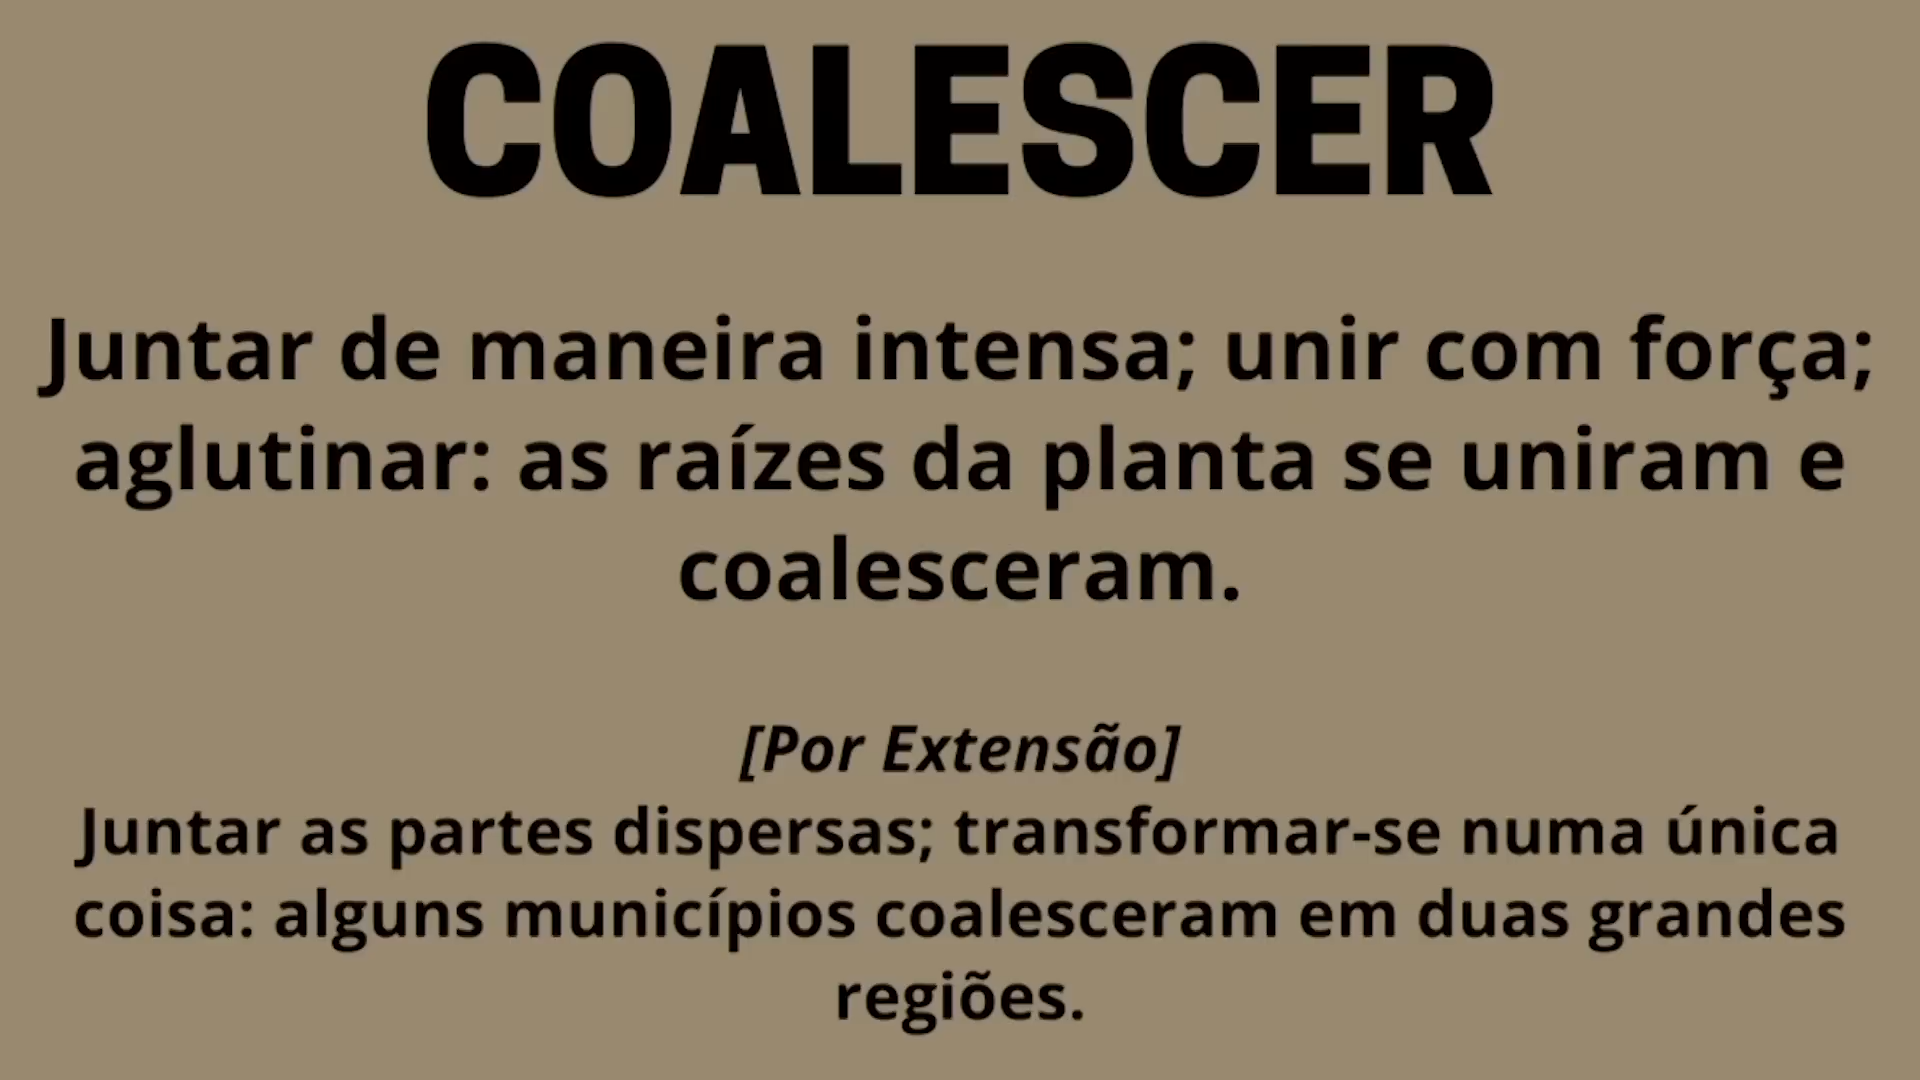 COALESCER
Juntar de maneira intensa; unir com força;
aglutinar: as raízes da planta se uniram e
coalesceram.
[Por Extensão]
Juntar as partes dispersas; transformar-se numa única
coisa: alguns municípios coalesceram em duas grandes
regiões.